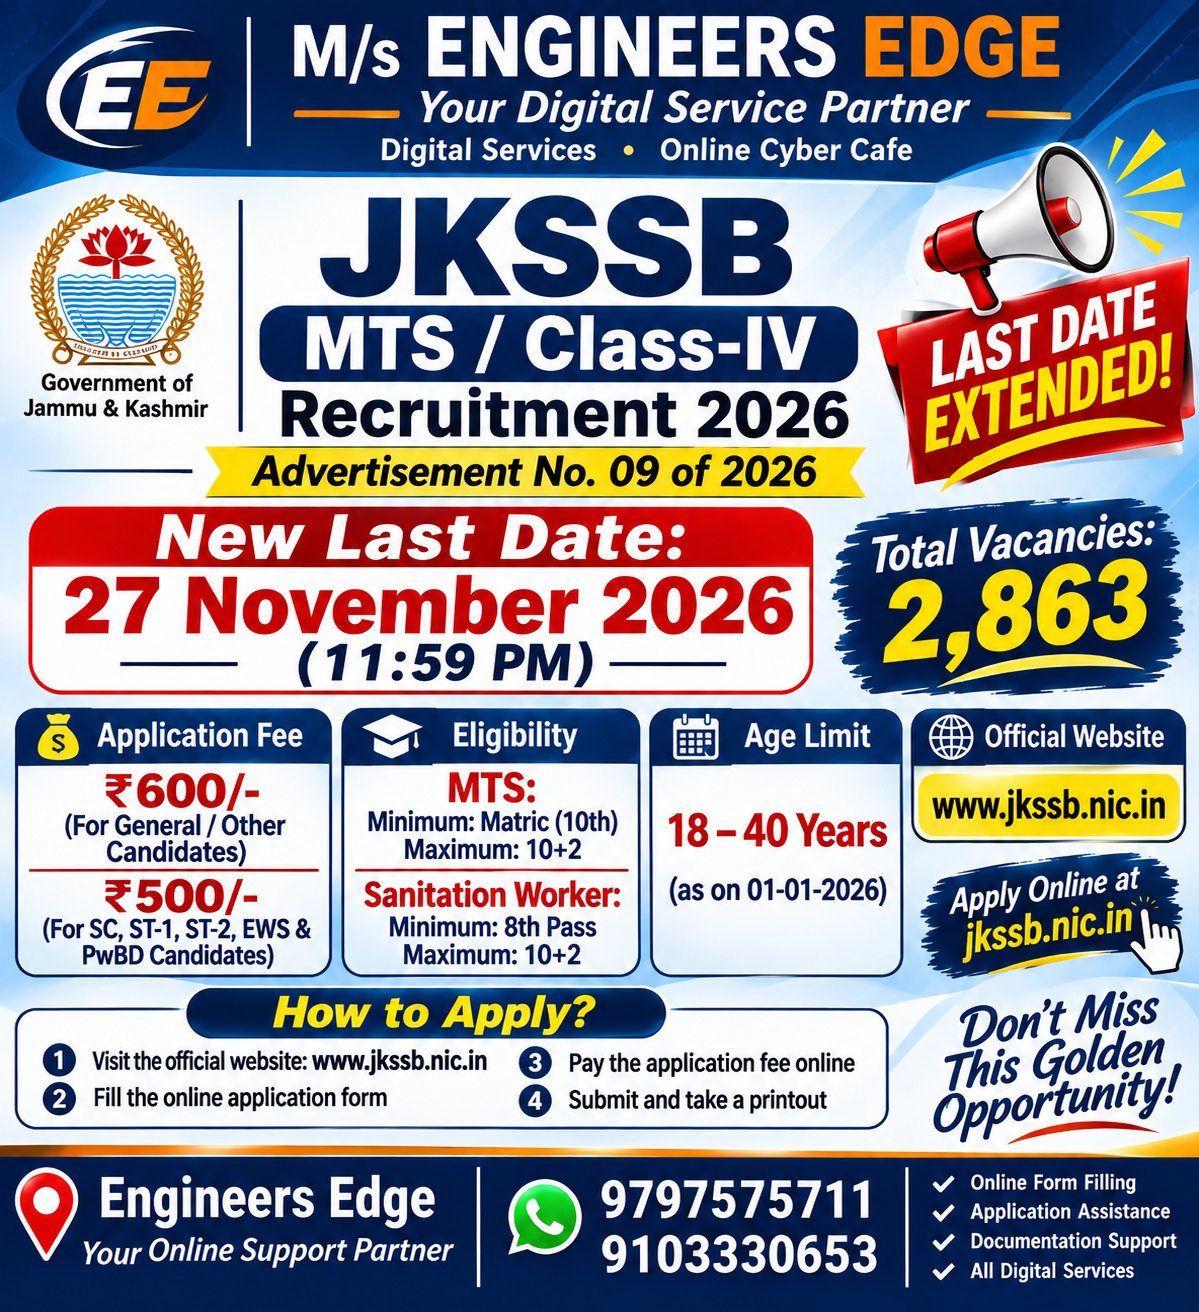 EE
M/s ENGINEERS EDGE
Your Digital Service Partner
Digital Services • Online Cyber Cafe
Government of
Jammu & Kashmir
JKSSB
MTS / Class-IV
Recruitment 2026
Advertisement No. 09 of 2026
LAST DATE
EXTENDED!
New Last Date:
27 November 2026
(11:59 PM)
Total Vacancies:
2,863
Application Fee
₹600/-
(For General / Other
Candidates)
₹500/-
(For SC, ST-1, ST-2, EWS &
PwBD Candidates)
Eligibility
MTS:
Minimum: Matric (10th)
Maximum: 10+2
Sanitation Worker:
Minimum: 8th Pass
Maximum: 10+2
Age Limit
18 – 40 Years
(as on 01-01-2026)
Official Website
www.jkssb.nic.in
Apply Online at
jkssb.nic.in
How to Apply?
1 Visit the official website: www.jkssb.nic.in
2 Fill the online application form
3 Pay the application fee online
4 Submit and take a printout
Don't Miss
This Golden
Opportunity!
Engineers Edge
Your Online Support Partner
9797575711
9103330653
Online Form Filling
Application Assistance
Documentation Support
All Digital Services